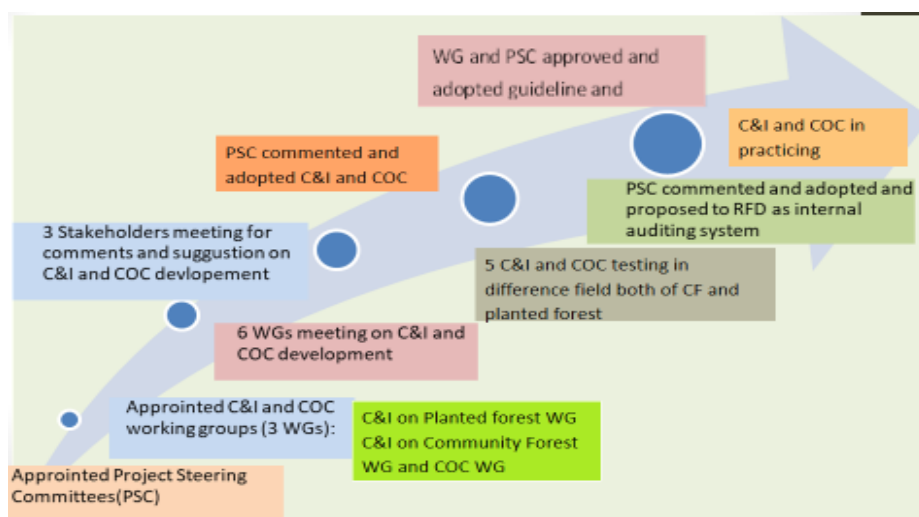 WG and PSC approved and
adopted guideline and
C&I and COC in
practicing
PSC commented and
adopted C&I and COC
PSC commented and adopted and
proposed to RFD as internal
auditing system
3 Stakeholders meeting for
comments and suggustion on
C&I and COC devlopement
5 C&I and COC testing in
difference field both of CF and
planted forest
6 WGs meeting on C&I and
COC development
Approinted C&I and COC
working groups (3 WGs):
C&I on Planted forest WG
C&I on Community Forest
WG and COC WG
Appointed Project Steering
Committees(PSC)